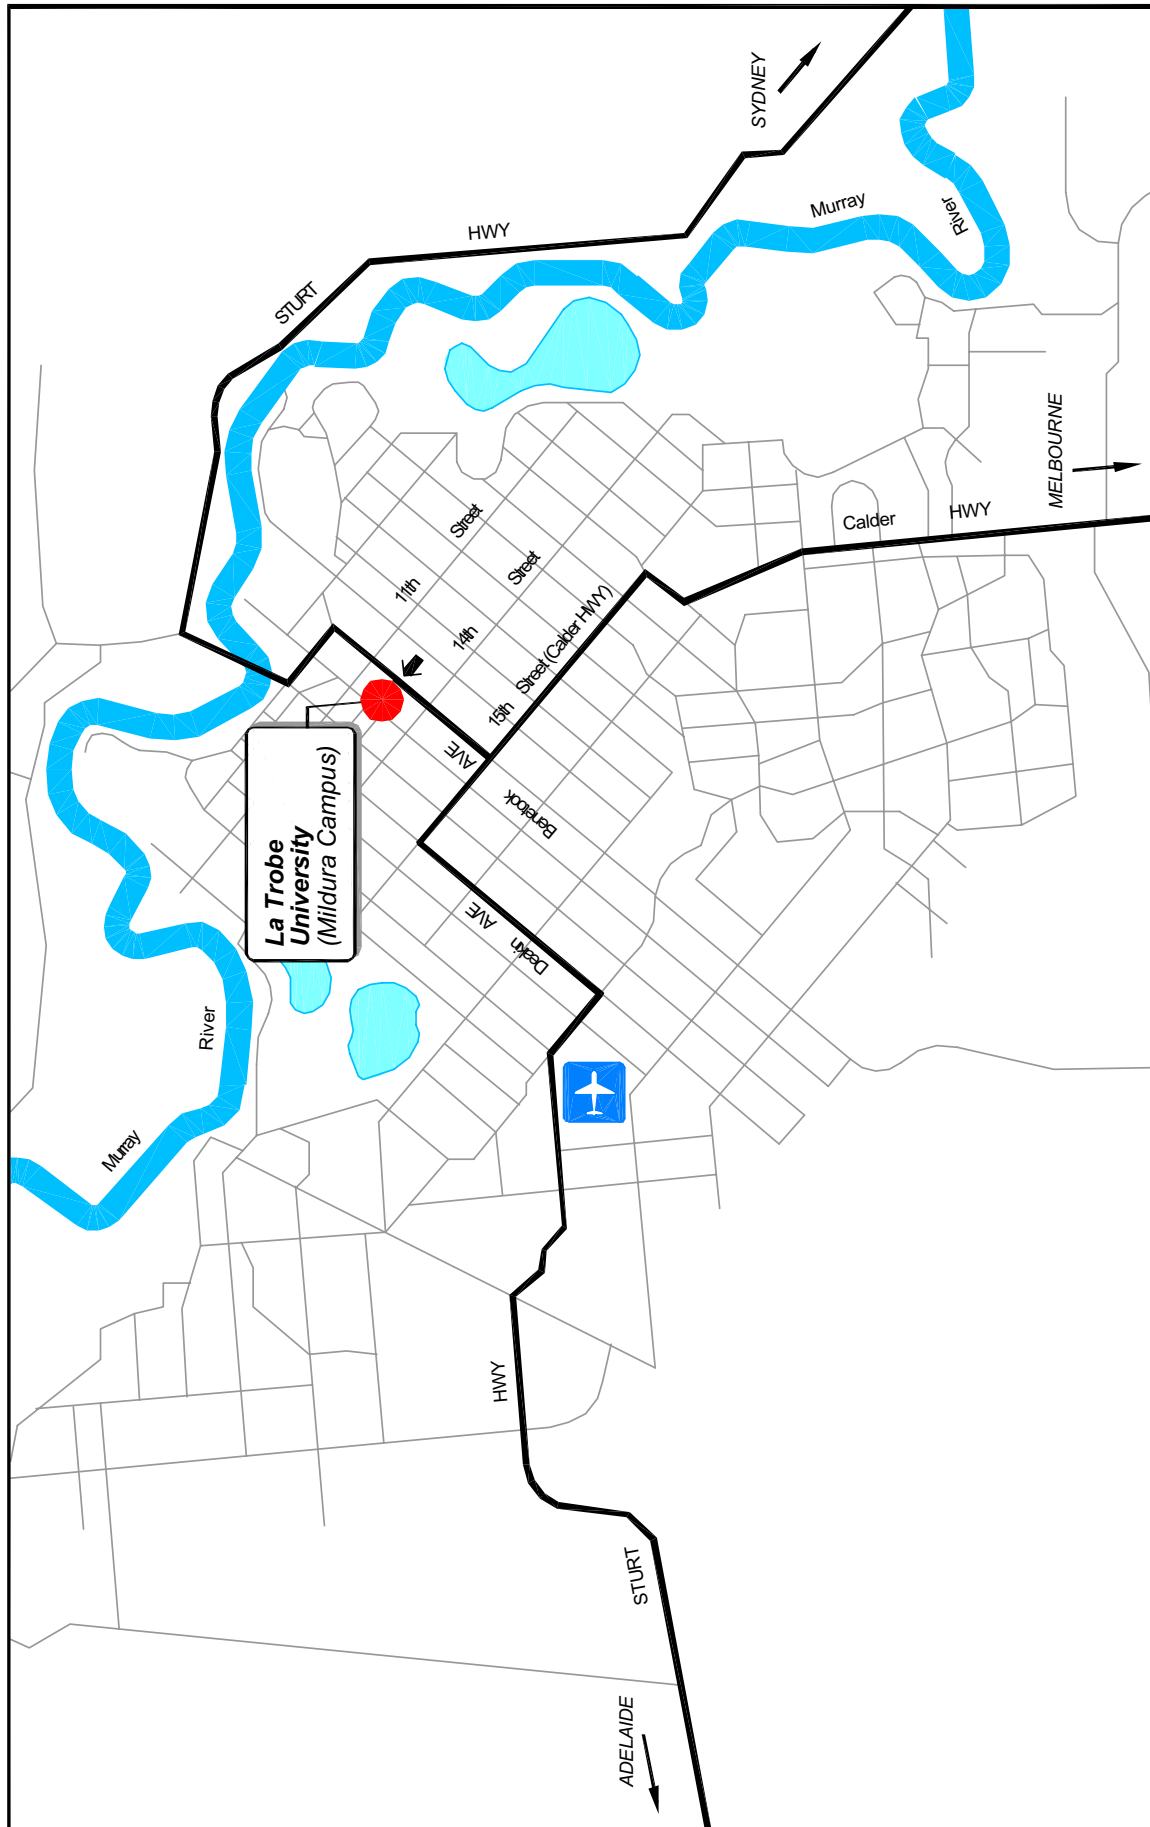 SYDNEY
Murray
River
HWY
STURT
MELBOURNE
Calder
HWY
Street
11th
Street
14th
Street (Calder HWY)
15th
AVE
Benetook
AVE
Deakin
La Trobe
University
(Mildura Campus)
River
Murray
HWY
STURT
ADELAIDE